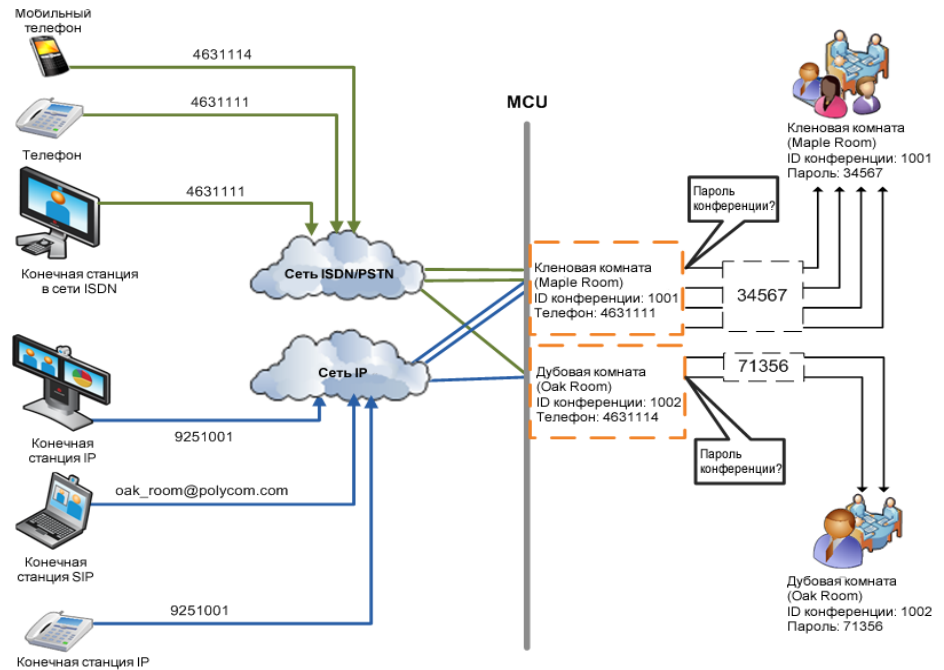 Мобильный
телефон
4631114
4631111
Телефон
4631111
Конечная станция
в сети ISDN
Сеть ISDN/PSTN
Сеть IP
Конечная
станция IP
9251001
oak_room@polycom.com
Конечная
станция SIP
9251001
Конечная станция IP
MCU
Кленовая комната
(Maple Room)
ID конференции: 1001
Телефон: 4631111
Дубовая комната
(Oak Room)
ID конференции: 1002
Телефон: 4631114
Пароль
конференции?
34567
71356
Пароль
конференции?
Кленовая комната
(Maple Room)
ID конференции: 1001
Пароль: 34567
Дубовая комната
(Oak Room)
ID конференции: 1002
Пароль: 71356